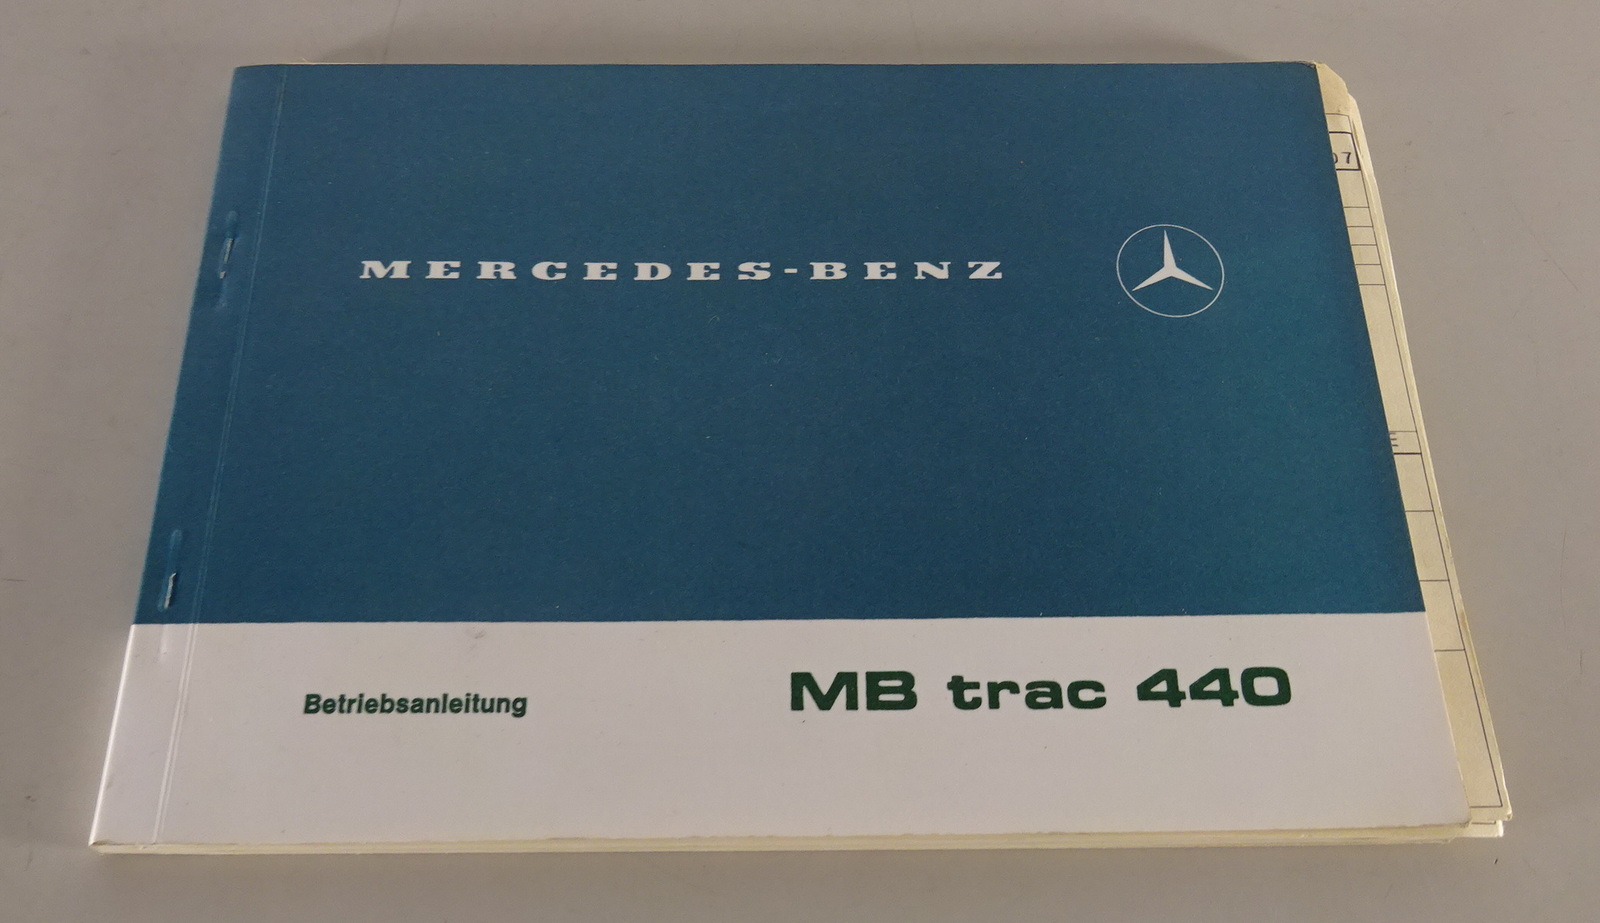 MERCEDES-BENZ
Betriebsanleitung
MB trac 440